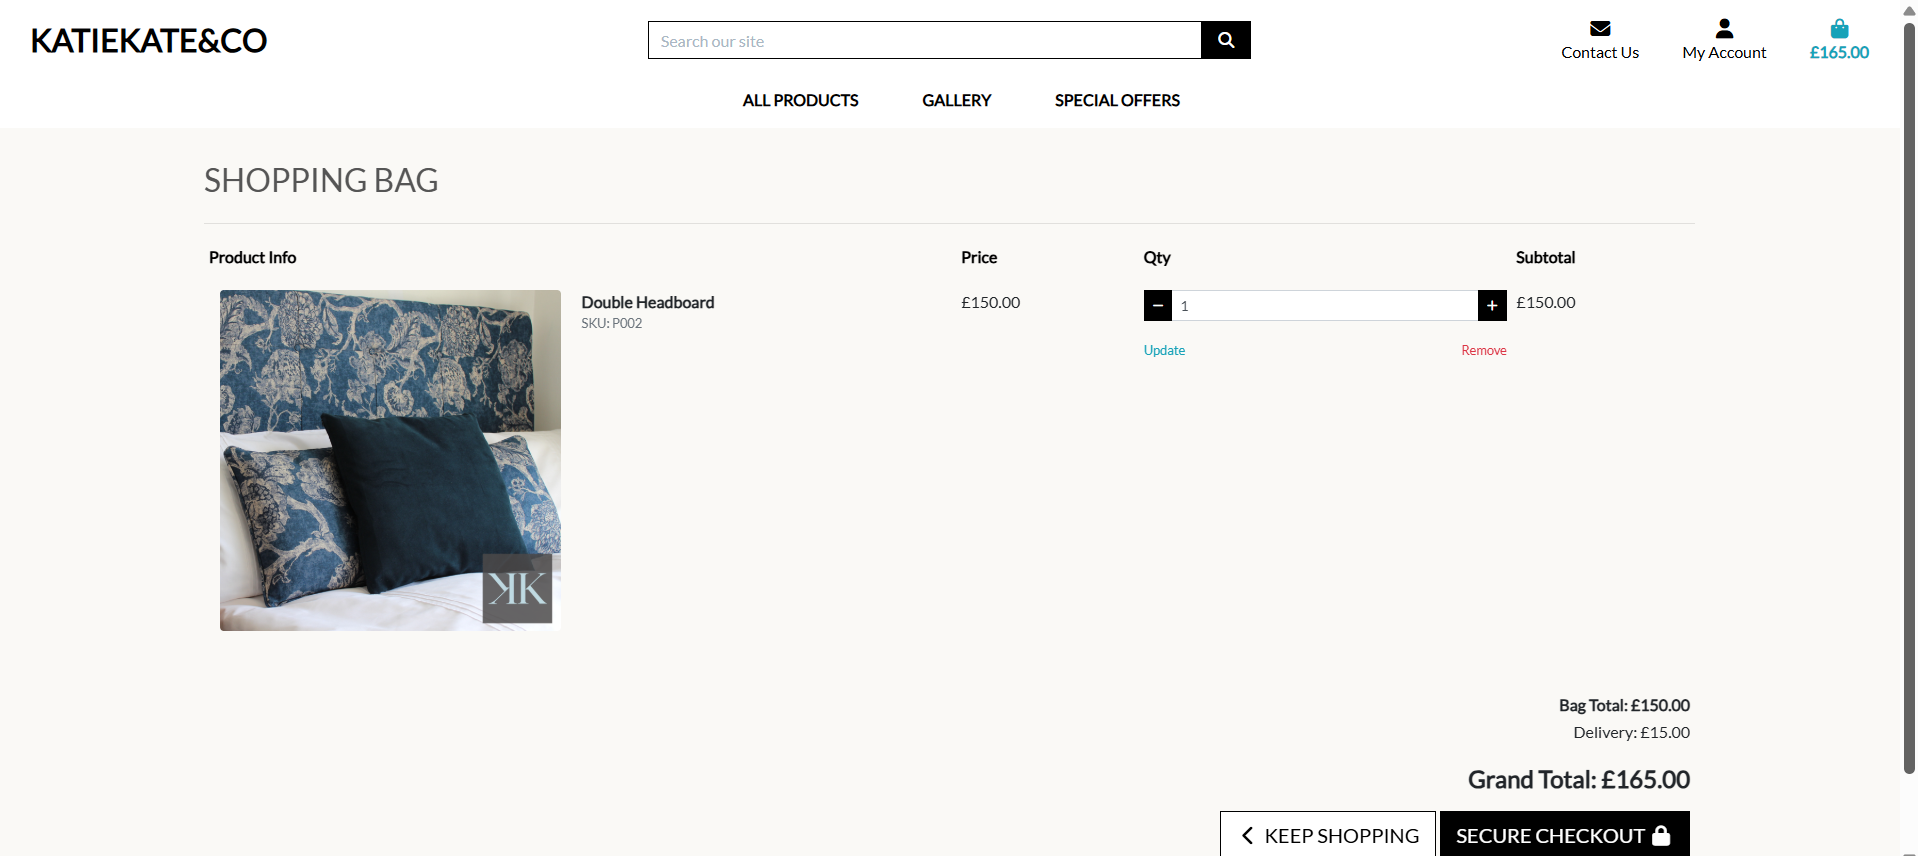 KATIEKATE&CO
Search our site
Contact Us
My Account
£165.00
ALL PRODUCTS GALLERY SPECIAL OFFERS
SHOPPING BAG
Product Info Price Qty Subtotal
Double Headboard £150.00 1 £150.00
SKU: P002
Update Remove
KK
Bag Total: £150.00
Delivery: £15.00
Grand Total: £165.00
KEEP SHOPPING SECURE CHECKOUT